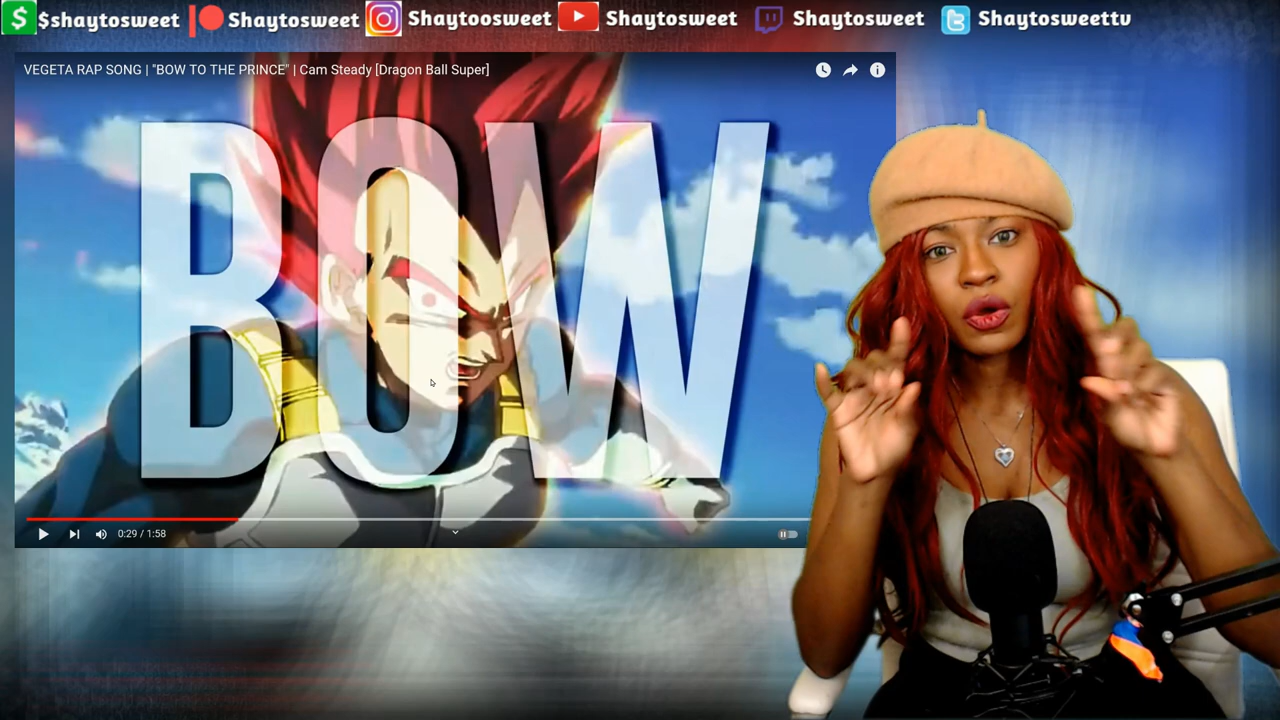 $shaytosweet Shaytosweet Shaytoosweet Shaytosweet Shaytosweet Shaytosweettv
VEGETA RAP SONG | "BOW TO THE PRINCE" | Cam Steady [Dragon Ball Super]
BOW
0:29 / 1:58